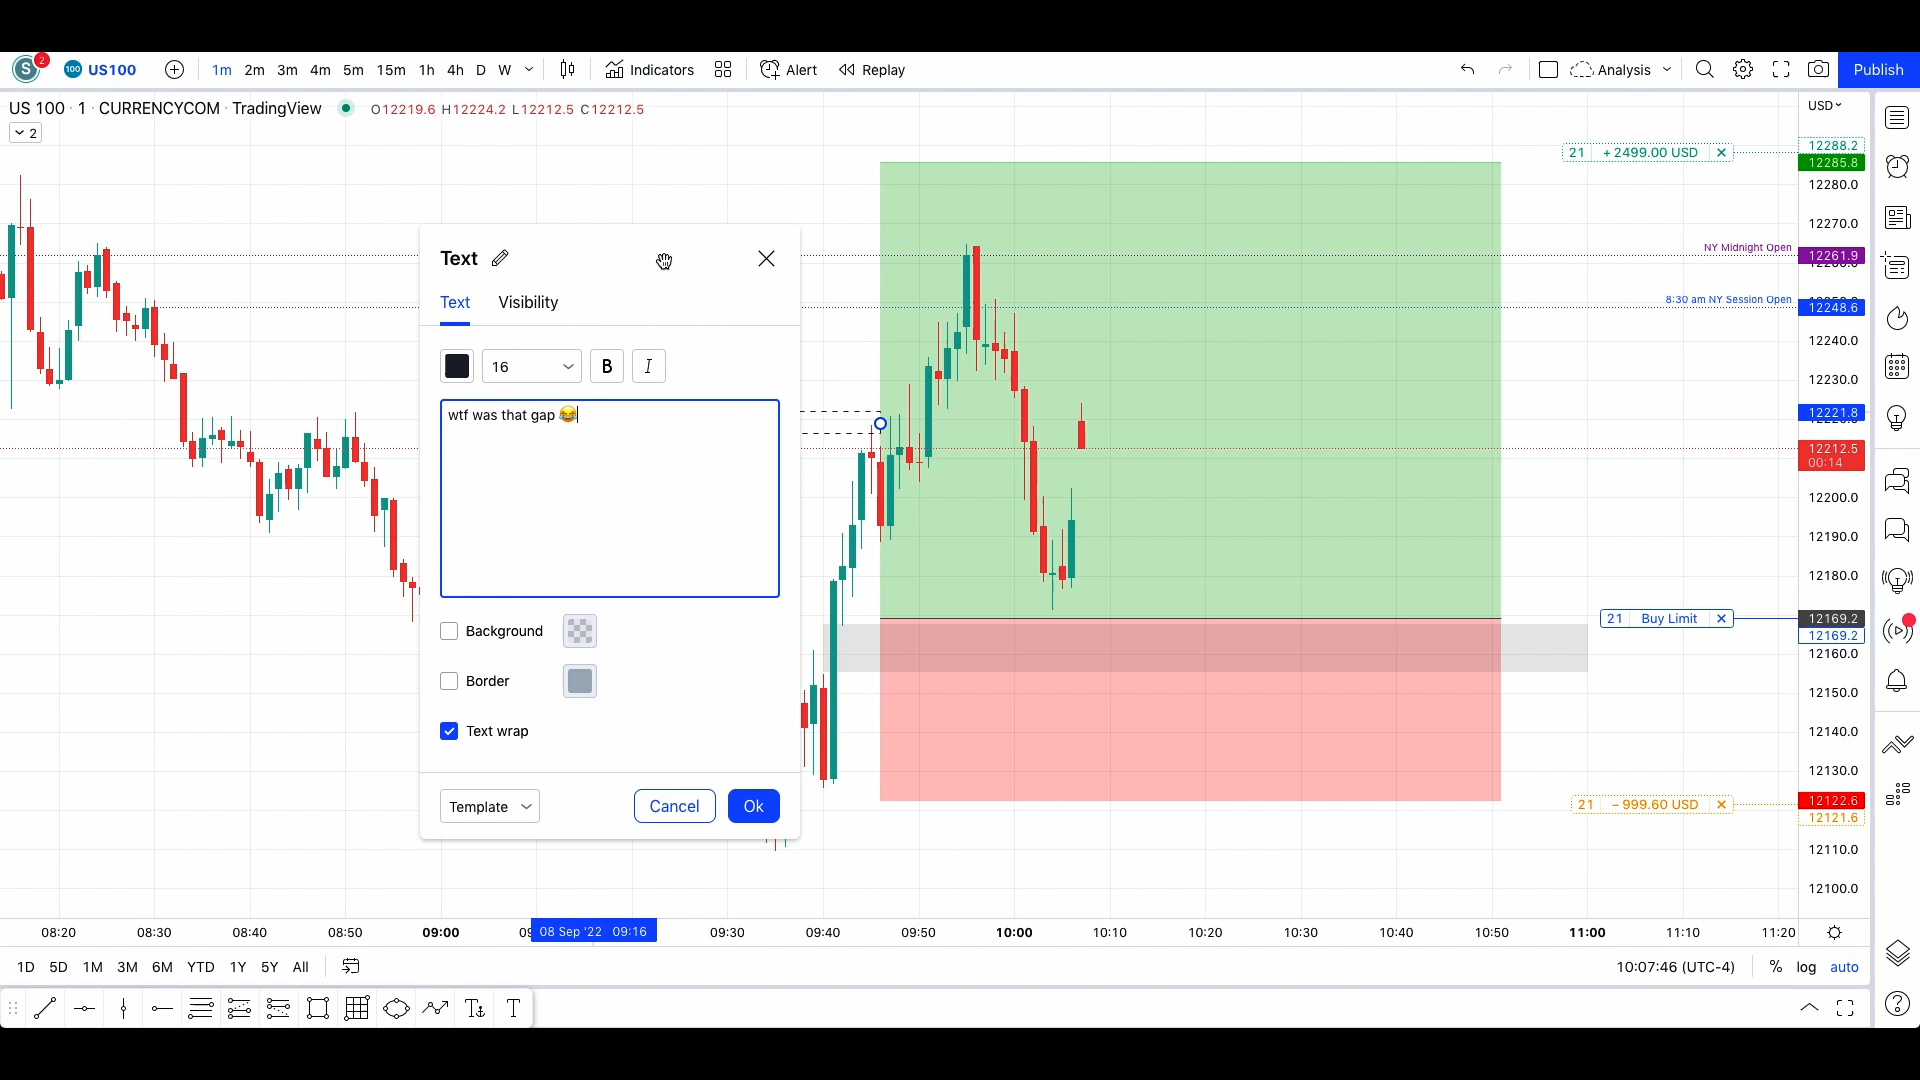 S 2 100 US100 1m 2m 3m 4m 5m 15m 1h 4h D W Indicators Alert Replay Analysis Publish
US 100 · 1 · CURRENCYCOM · TradingView O12219.6 H12224.2 L12212.5 C12212.5 USD
2
21 +2499.00 USD 12288.2
12285.8
12280.0
12270.0
NY Midnight Open
12261.9
8:30 am NY Session Open
12248.6
12240.0
12230.0
12221.8
12212.5
00:14
12200.0
12190.0
12180.0
21 Buy Limit 12169.2
12169.2
12160.0
12150.0
12140.0
12130.0
12122.6
21 −999.60 USD
12121.6
12110.0
12100.0
Text
Text Visibility
16 B I
wtf was that gap 😂
Background
Border
Text wrap
Template Cancel Ok
08:20 08:30 08:40 08:50 09:00 08 Sep '22 09:16 09:30 09:40 09:50 10:00 10:10 10:20 10:30 10:40 10:50 11:00 11:10 11:20
1D 5D 1M 3M 6M YTD 1Y 5Y All 10:07:46 (UTC-4) % log auto